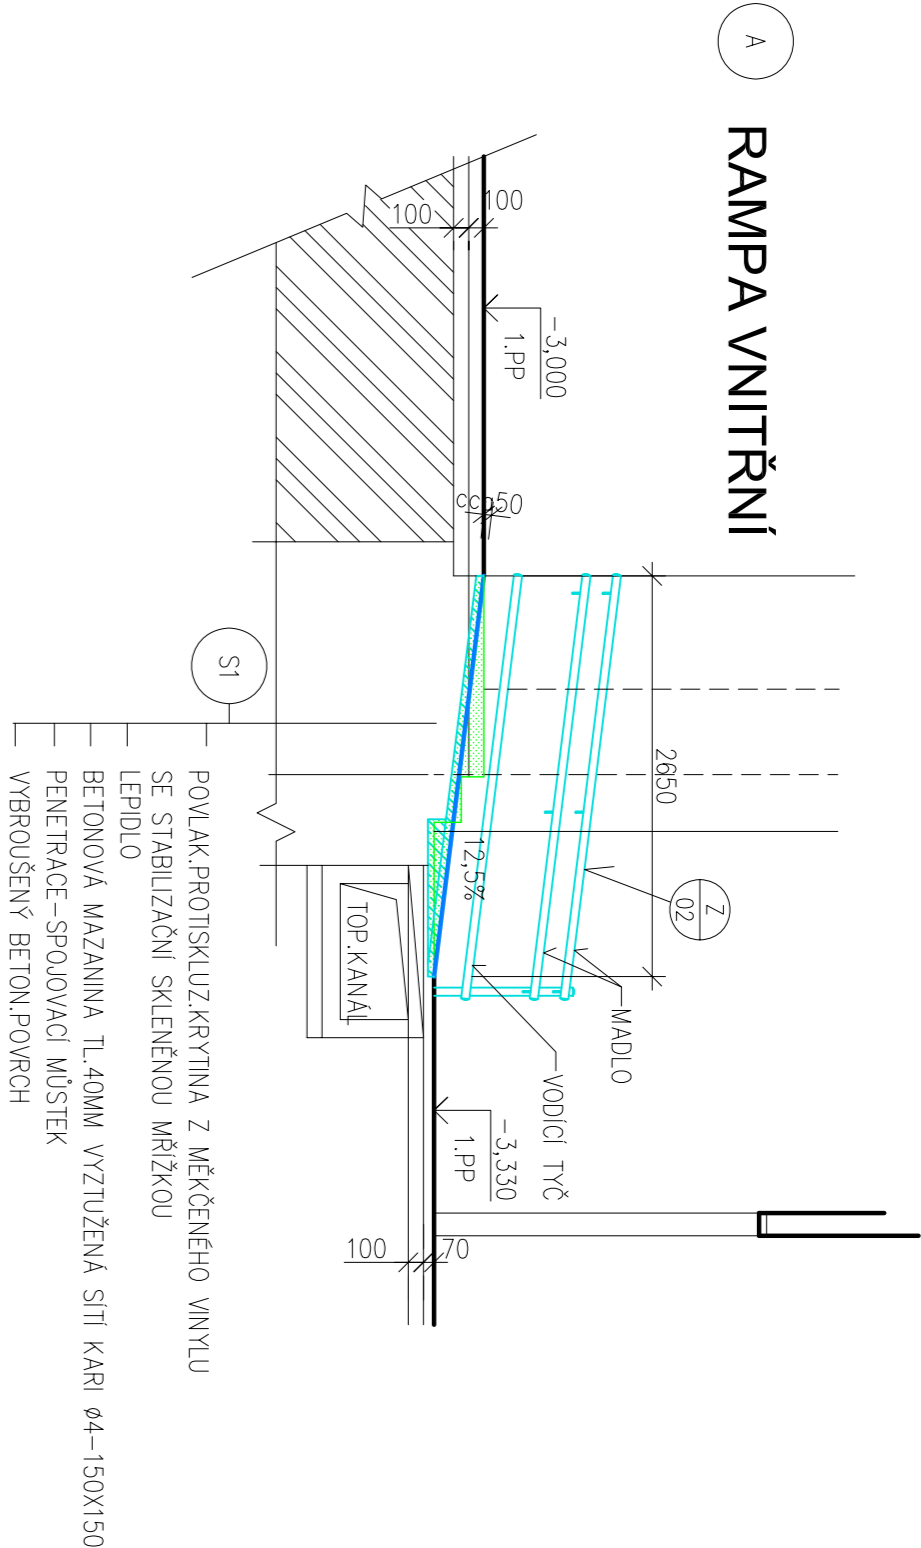 A
RAMPA VNITŘNÍ
100
100
-3,000
1.PP
cca50
2650
12,5%
Z
02
MADLO
VODÍCÍ TYČ
TOP.KANÁL
-3,330
1.PP
100
70
S1
POVLAK.PROTISKLUZ.KRYTINA Z MĚKČENÉHO VINYLU
SE STABILIZAČNÍ SKLENĚNOU MŘÍŽKOU
LEPIDLO
BETONOVÁ MAZANINA TL.40MM VYZTUŽENÁ SÍTÍ KARI ø4-150X150
PENETRACE-SPOJOVACÍ MŮSTEK
VYBROUŠENÝ BETON.POVRCH